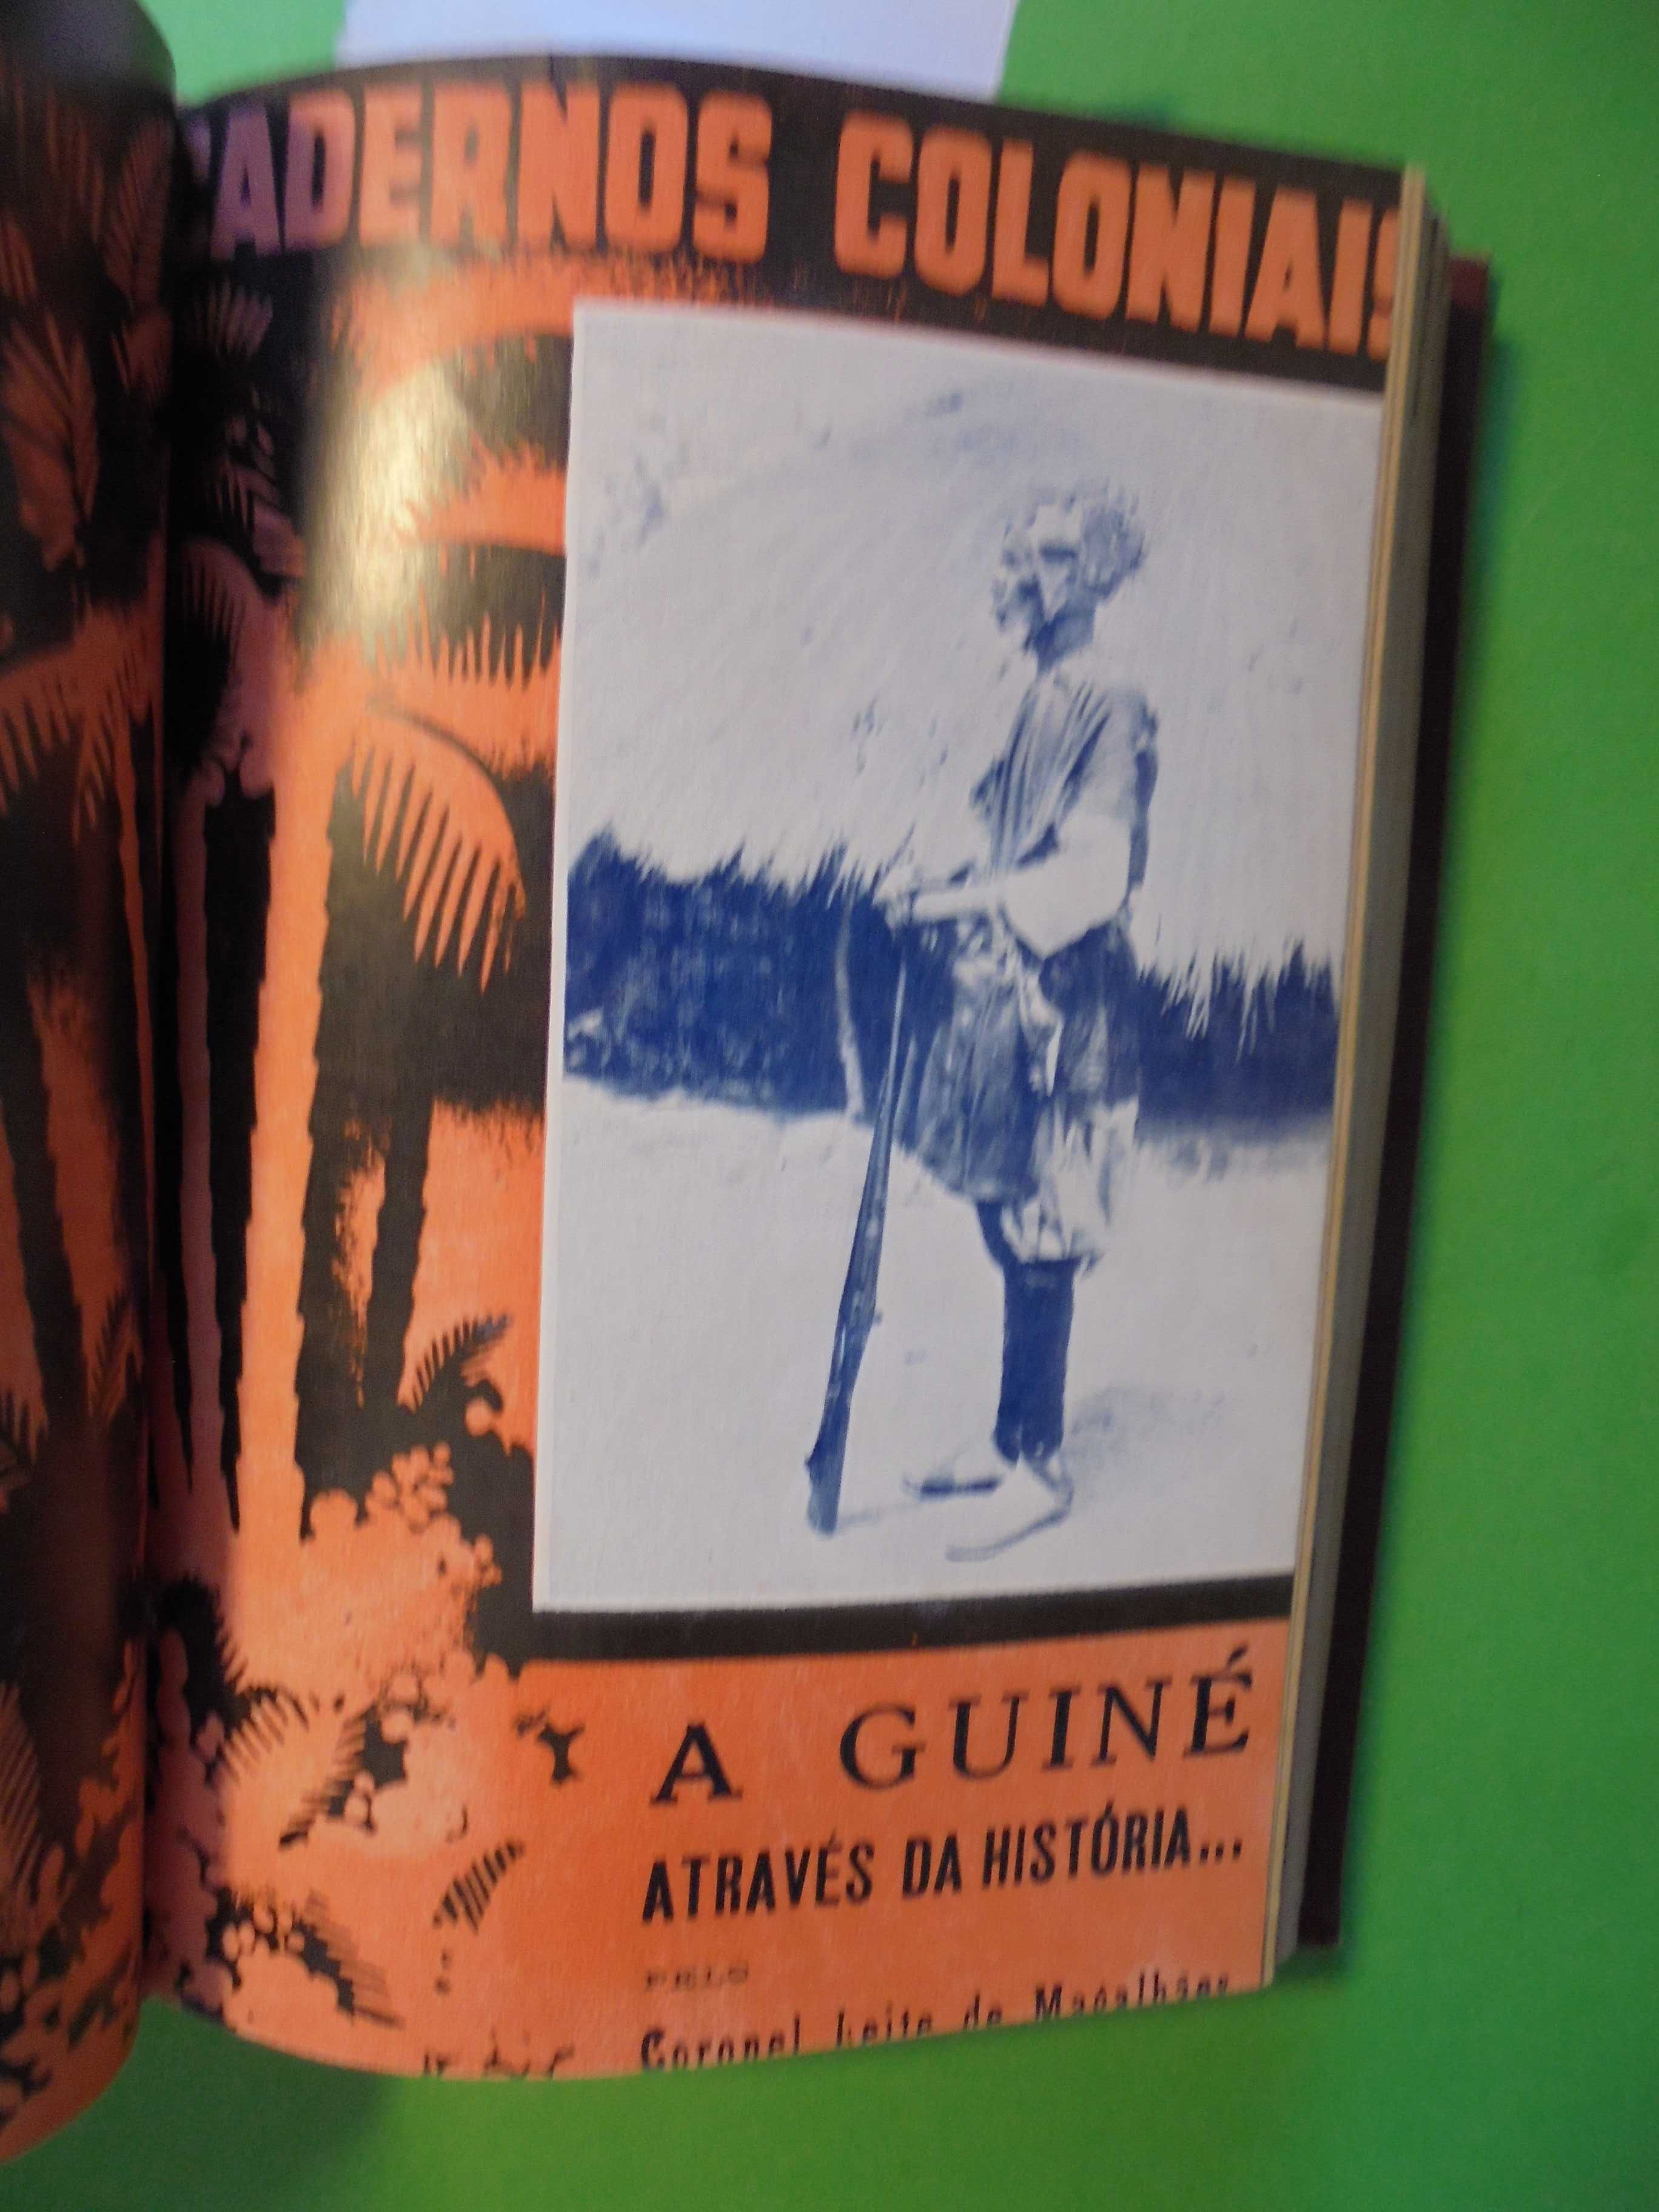 CADERNOS COLONIAIS
A GUINÉ
ATRAVÉS DA HISTÓRIA...
PELO
Coronel Leite de Magalhães